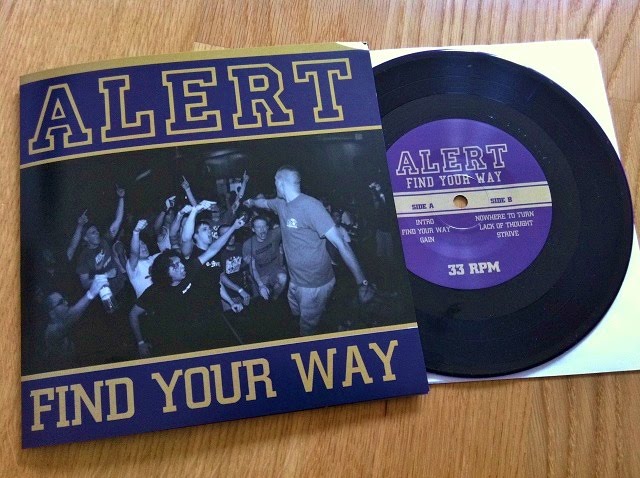 ALERT
FIND YOUR WAY
ALERT
FIND YOUR WAY
SIDE A
INTRO
FIND YOUR WAY
GAIN
SIDE B
NOWHERE TO TURN
LACK OF THOUGHT
STRIVE
33 RPM